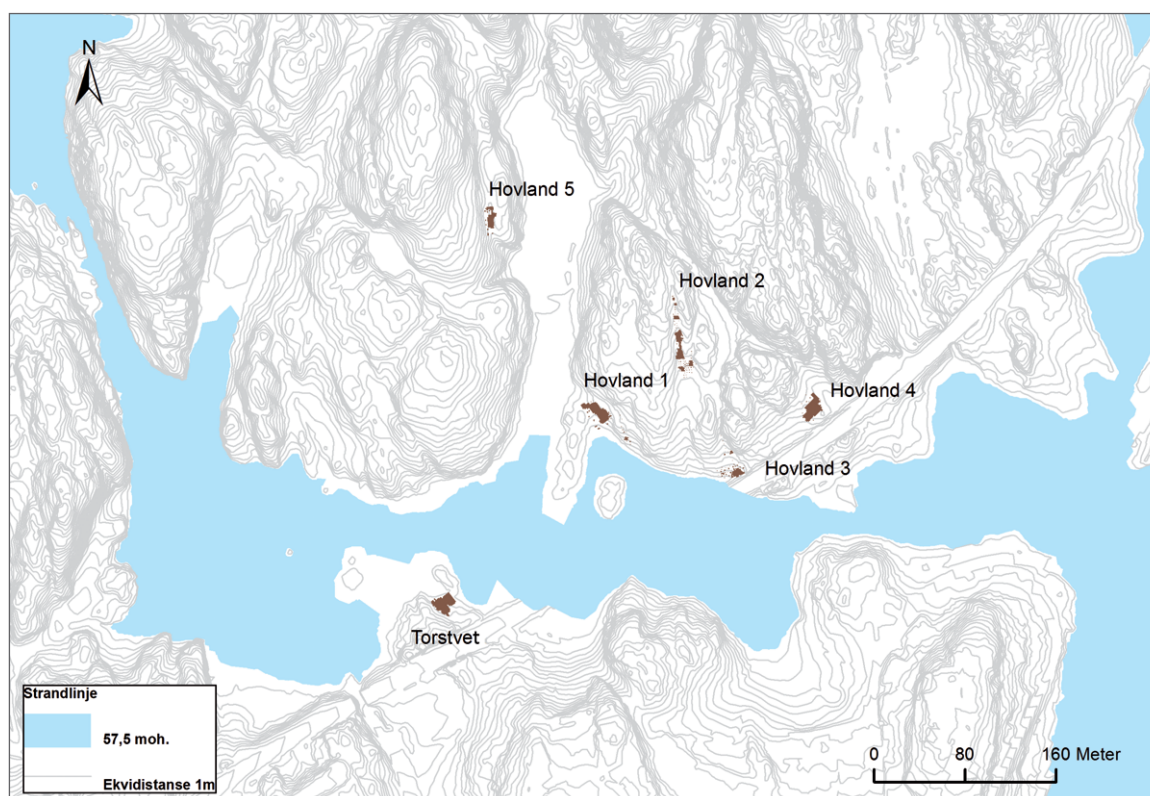 N
Hovland 5
Hovland 2
Hovland 1
Hovland 4
Hovland 3
Torstvet
Strandlinje
57,5 moh.
Ekvidistanse 1m
0 80 160 Meter